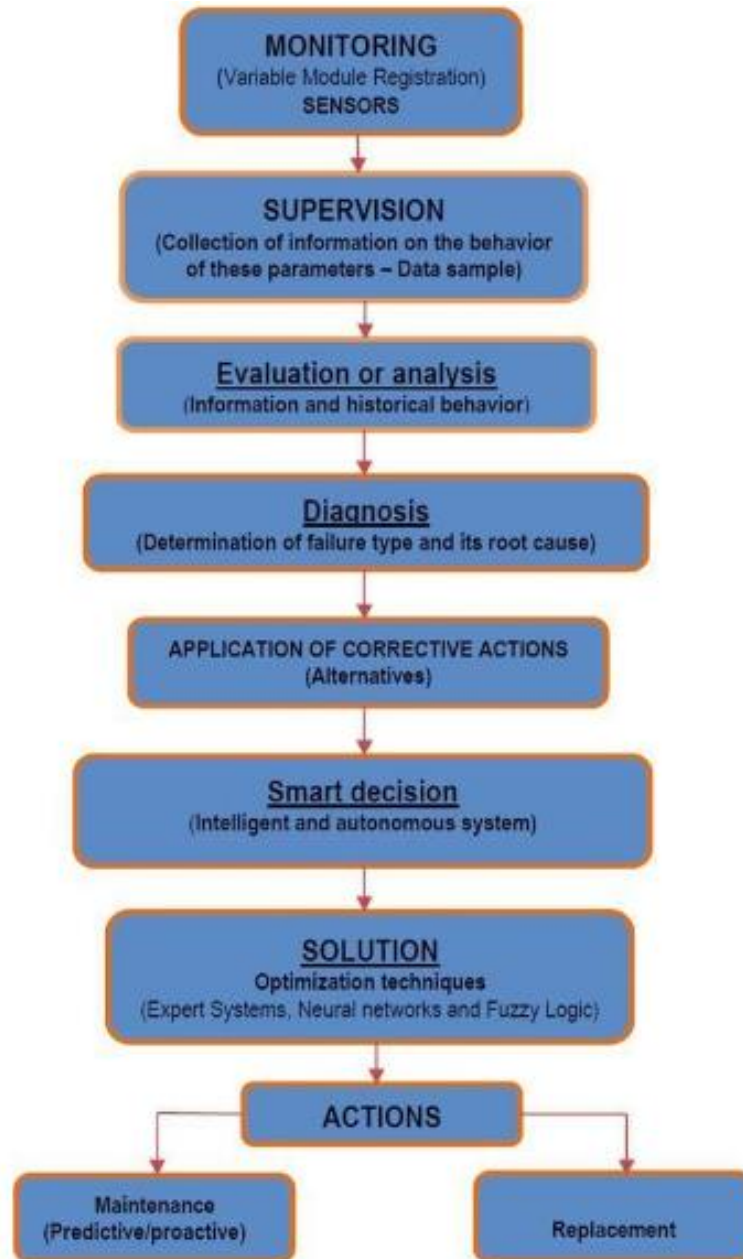 MONITORING
(Variable Module Registration)
SENSORS
SUPERVISION
(Collection of information on the behavior
of these parameters – Data sample)
Evaluation or analysis
(Information and historical behavior)
Diagnosis
(Determination of failure type and its root cause)
APPLICATION OF CORRECTIVE ACTIONS
(Alternatives)
Smart decision
(Intelligent and autonomous system)
SOLUTION
Optimization techniques
(Expert Systems, Neural networks and Fuzzy Logic)
ACTIONS
Maintenance
(Predictive/proactive)
Replacement